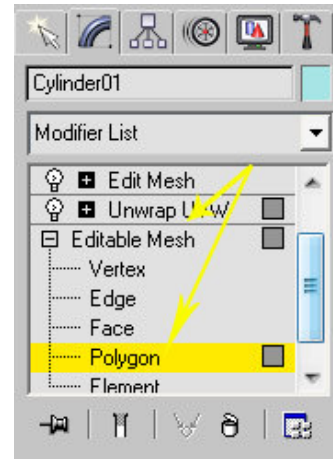 Cylinder01
Modifier List
Edit Mesh
Unwrap UVW
Editable Mesh
Vertex
Edge
Face
Polygon
Element